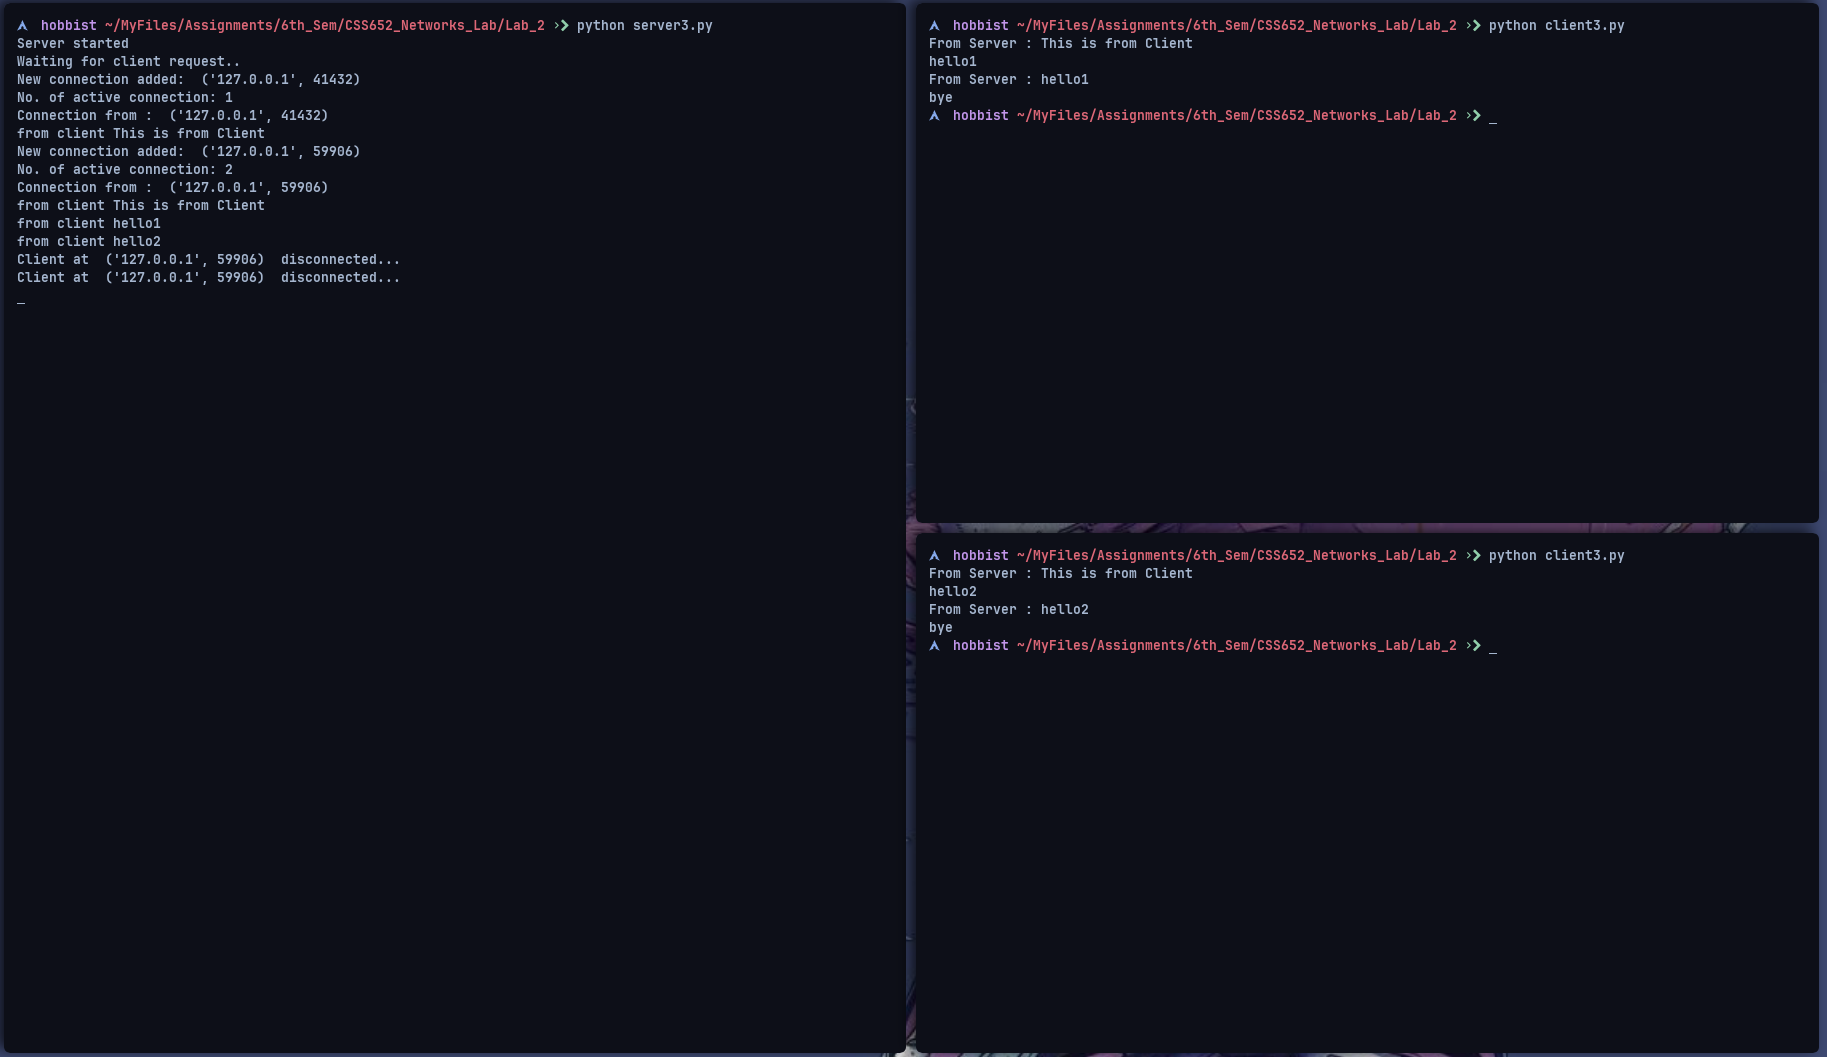 hobbist ~/MyFiles/Assignments/6th_Sem/CSS652_Networks_Lab/Lab_2 ›❯ python server3.py
Server started
Waiting for client request..
New connection added:  ('127.0.0.1', 41432)
No. of active connection: 1
Connection from :  ('127.0.0.1', 41432)
from client This is from Client
New connection added:  ('127.0.0.1', 59906)
No. of active connection: 2
Connection from :  ('127.0.0.1', 59906)
from client This is from Client
from client hello1
from client hello2
Client at  ('127.0.0.1', 59906)  disconnected...
Client at  ('127.0.0.1', 59906)  disconnected...
_
hobbist ~/MyFiles/Assignments/6th_Sem/CSS652_Networks_Lab/Lab_2 ›❯ python client3.py
From Server : This is from Client
hello1
From Server : hello1
bye
hobbist ~/MyFiles/Assignments/6th_Sem/CSS652_Networks_Lab/Lab_2 ›❯ _
hobbist ~/MyFiles/Assignments/6th_Sem/CSS652_Networks_Lab/Lab_2 ›❯ python client3.py
From Server : This is from Client
hello2
From Server : hello2
bye
hobbist ~/MyFiles/Assignments/6th_Sem/CSS652_Networks_Lab/Lab_2 ›❯ _